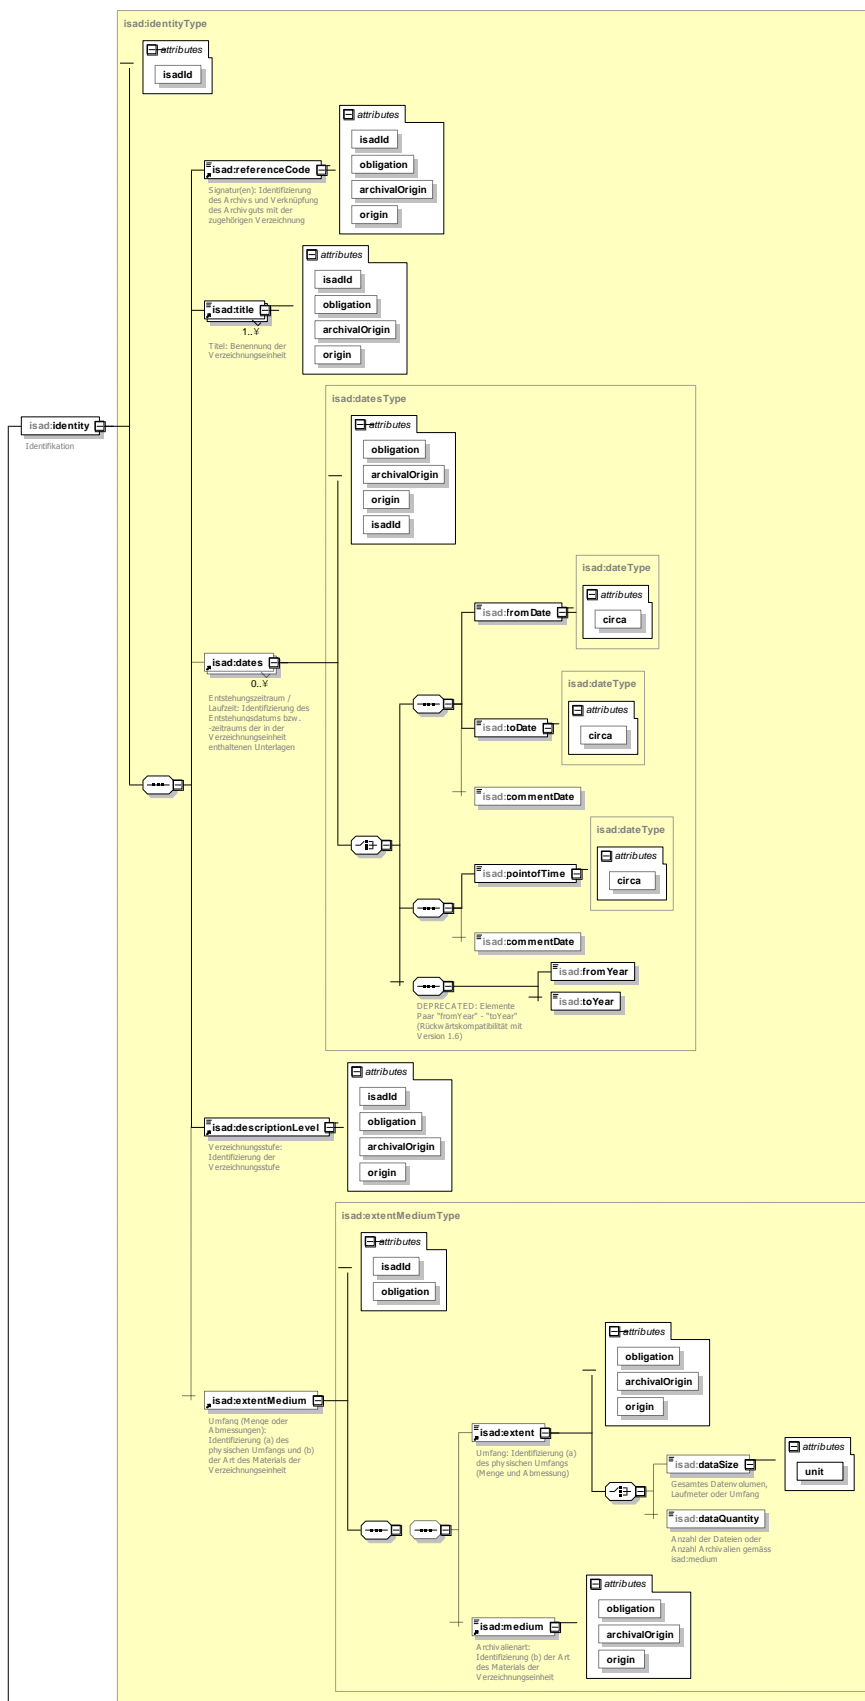 isad:identityType
attributes
isadId
attributes
isadId
obligation
archivalOrigin
origin
isad:referenceCode
Signatur(en): Identifizierung
des Archivs und Verknüpfung
des Archivguts mit der
zugehörigen Verzeichnung
attributes
isadId
obligation
archivalOrigin
origin
isad:title
1..¥
Titel: Benennung der
Verzeichnungseinheit
isad:identity
Identifikation
isad:datesType
attributes
obligation
archivalOrigin
origin
isadId
isad:dates
0..¥
Entstehungszeitraum /
Laufzeit: Identifizierung des
Entstehungsdatums bzw.
-zeitraums der in der
Verzeichnungseinheit
enthaltenen Unterlagen
isad:fromDate
isad:dateType
attributes
circa
isad:toDate
isad:dateType
attributes
circa
isad:commentDate
isad:pointofTime
isad:dateType
attributes
circa
isad:commentDate
isad:fromYear
isad:toYear
DEPRECATED: Elemente
Paar "fromYear" - "toYear"
(Rückwärtskompatibilität mit
Version 1.6)
attributes
isadId
obligation
archivalOrigin
origin
isad:descriptionLevel
Verzeichnungsstufe:
Identifizierung der
Verzeichnungsstufe
isad:extentMediumType
attributes
isadId
obligation
isad:extentMedium
Umfang (Menge oder
Abmessungen):
Identifizierung (a) des
physischen Umfangs und (b)
der Art des Materials der
Verzeichnungseinheit
attributes
obligation
archivalOrigin
origin
isad:extent
Umfang: Identifizierung (a)
des physischen Umfangs
(Menge und Abmessung)
isad:dataSize
Gesamtes Datenvolumen,
Laufmeter oder Umfang
attributes
unit
isad:dataQuantity
Anzahl der Dateien oder
Anzahl Archivalien gemäss
isad:medium
attributes
obligation
archivalOrigin
origin
isad:medium
Archivalienart:
Identifizierung (b) der Art
des Materials der
Verzeichnungseinheit